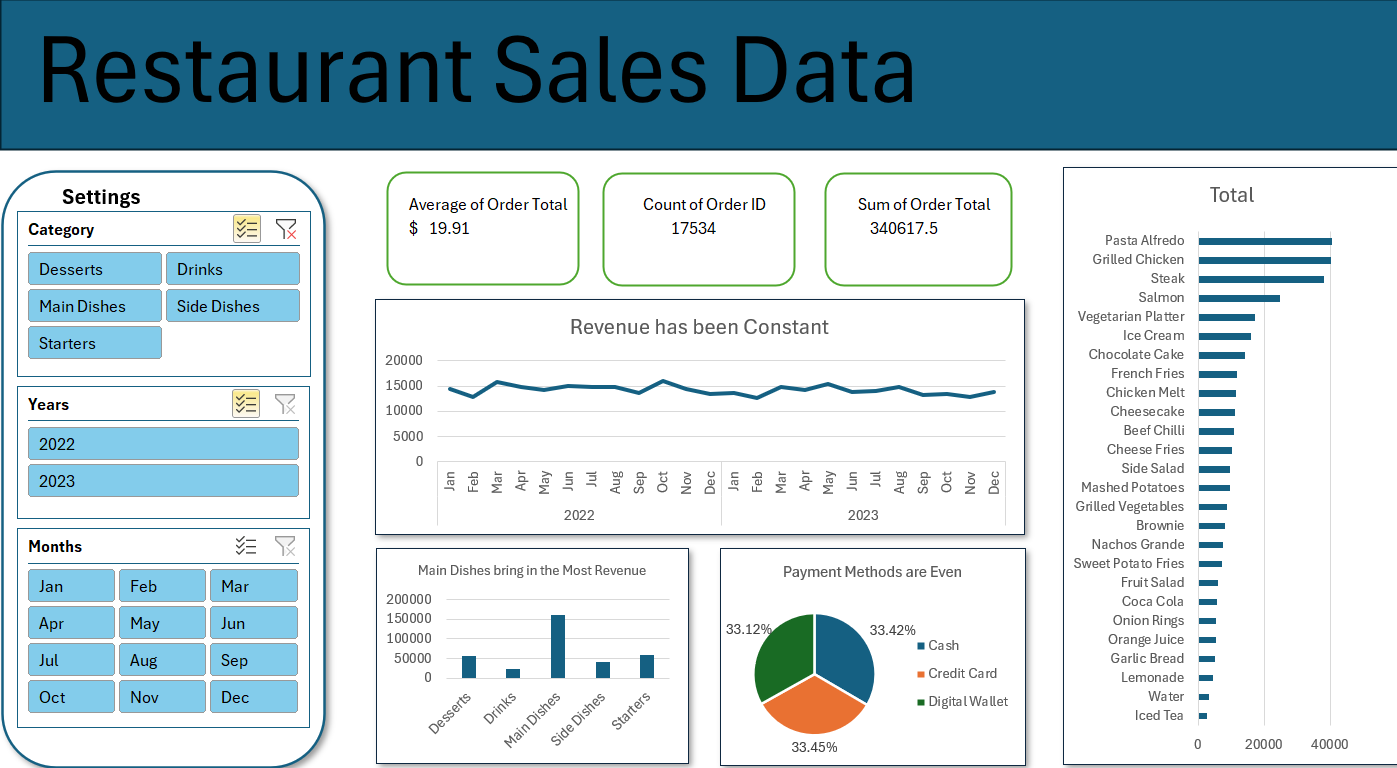 Restaurant Sales Data
Settings
Category
Desserts
Drinks
Main Dishes
Side Dishes
Starters
Years
2022
2023
Months
Jan
Feb
Mar
Apr
May
Jun
Jul
Aug
Sep
Oct
Nov
Dec
Average of Order Total
$ 19.91
Count of Order ID
17534
Sum of Order Total
340617.5
Revenue has been Constant
20000
15000
10000
5000
0
Jan
Feb
Mar
Apr
May
Jun
Jul
Aug
Sep
Oct
Nov
Dec
Jan
Feb
Mar
Apr
May
Jun
Jul
Aug
Sep
Oct
Nov
Dec
2022
2023
Main Dishes bring in the Most Revenue
200000
150000
100000
50000
0
Desserts
Drinks
Main Dishes
Side Dishes
Starters
Payment Methods are Even
33.12%
33.42%
33.45%
Cash
Credit Card
Digital Wallet
Total
Pasta Alfredo
Grilled Chicken
Steak
Salmon
Vegetarian Platter
Ice Cream
Chocolate Cake
French Fries
Chicken Melt
Cheesecake
Beef Chilli
Cheese Fries
Side Salad
Mashed Potatoes
Grilled Vegetables
Brownie
Nachos Grande
Sweet Potato Fries
Fruit Salad
Coca Cola
Onion Rings
Orange Juice
Garlic Bread
Lemonade
Water
Iced Tea
0
20000
40000